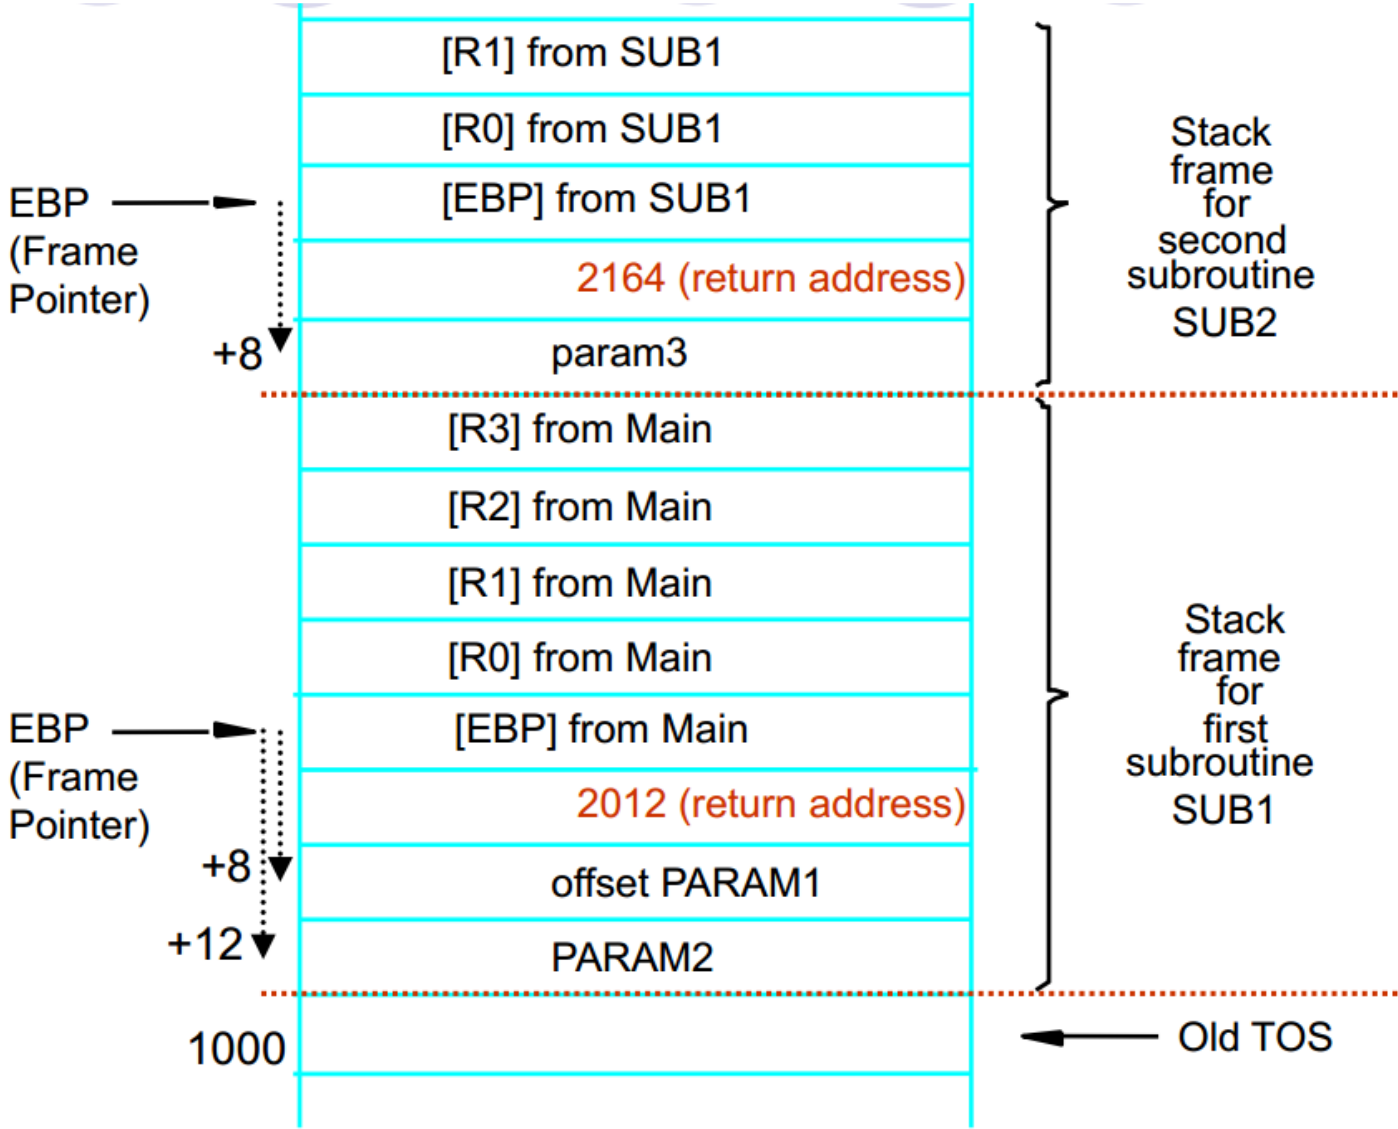 [R1] from SUB1
[R0] from SUB1
EBP
(Frame
Pointer)
[EBP] from SUB1
2164 (return address)
+8
param3
Stack
frame
for
second
subroutine
SUB2
[R3] from Main
[R2] from Main
[R1] from Main
[R0] from Main
EBP
(Frame
Pointer)
[EBP] from Main
2012 (return address)
+8
offset PARAM1
+12
PARAM2
Stack
frame
for
first
subroutine
SUB1
1000
Old TOS